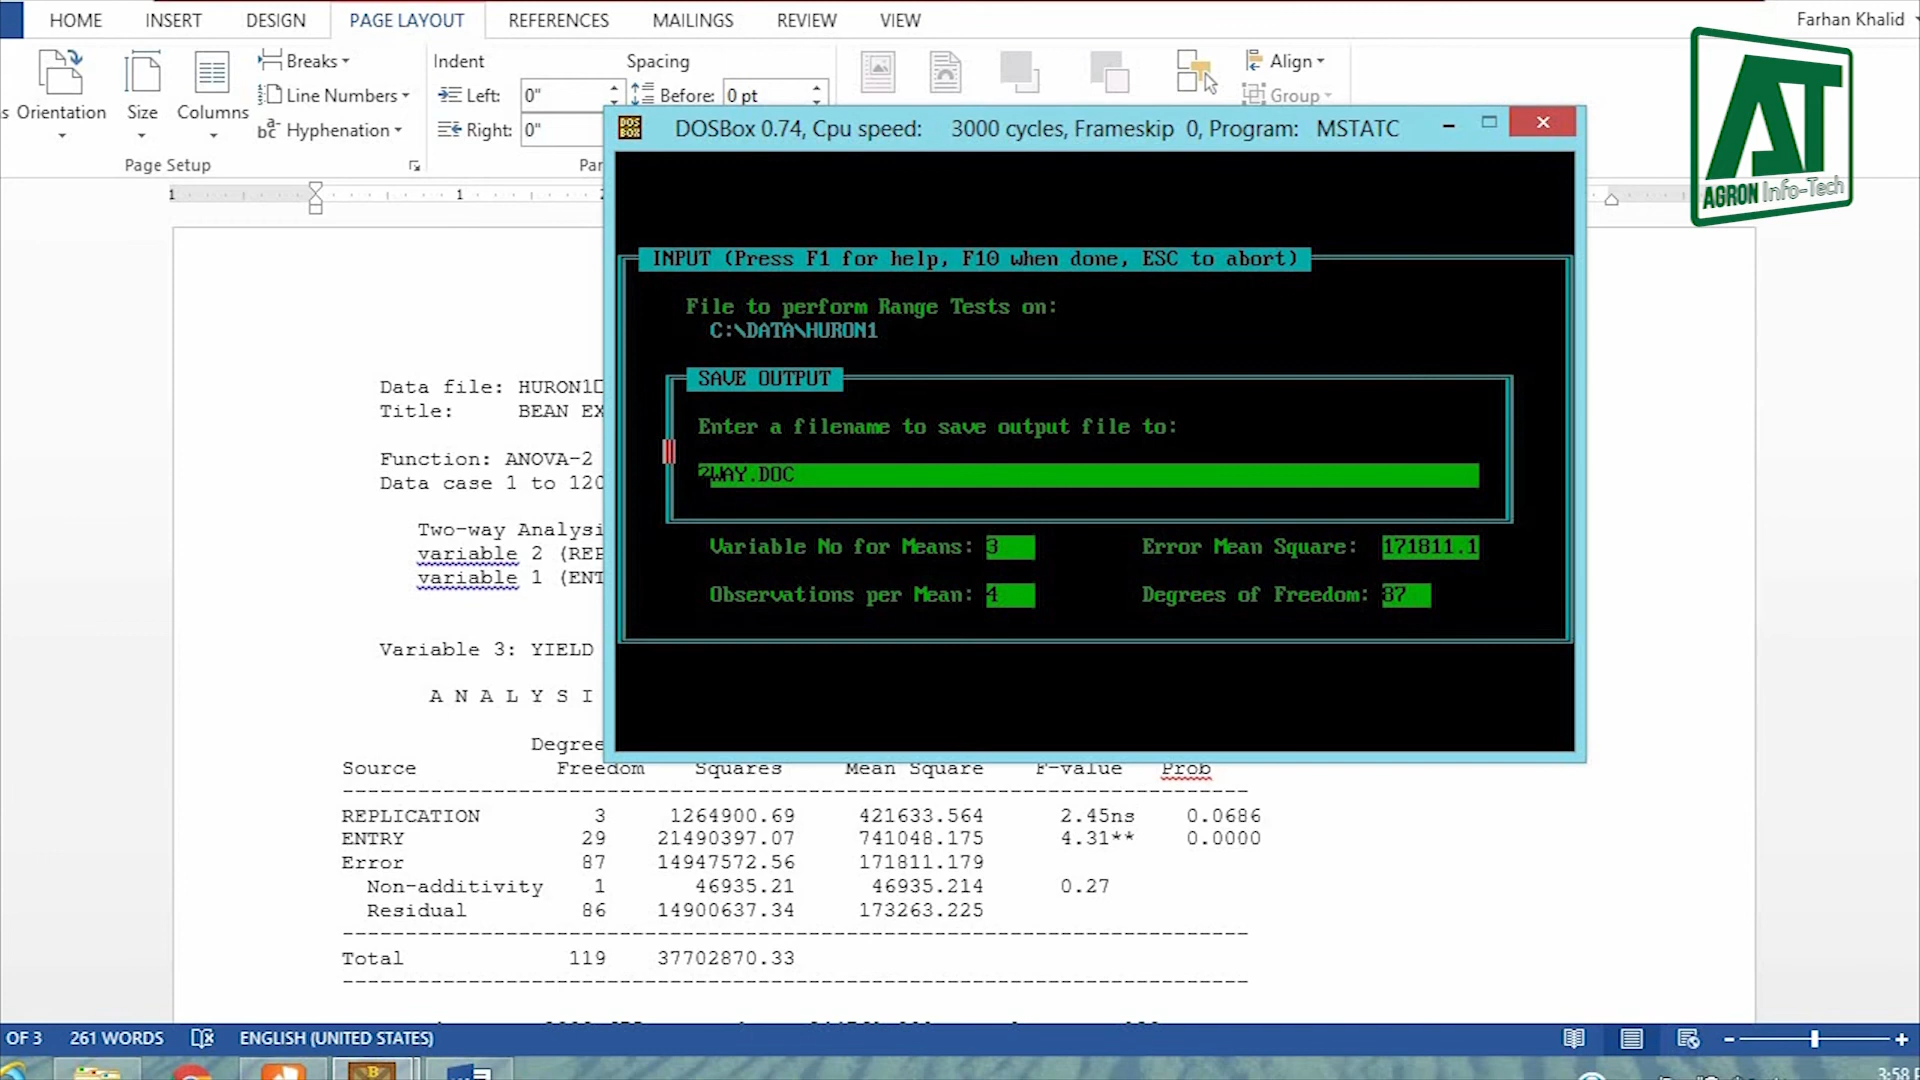 HOME INSERT DESIGN PAGE LAYOUT REFERENCES MAILINGS REVIEW VIEW Farhan Khalid
Breaks Indent Spacing Align
Line Numbers Left: 0" Before: 0 pt Group
Orientation Size Columns
Hyphenation Right: 0"
Page Setup Par
AT
AGRON Info-Tech
DOSBox 0.74, Cpu speed: 3000 cycles, Frameskip 0, Program: MSTATC
1 1
INPUT (Press F1 for help, F10 when done, ESC to abort)
File to perform Range Tests on:
C:\DATA\HURON1
SAVE OUTPUT
Enter a filename to save output file to:
2WAY.DOC
Variable No for Means: 3 Error Mean Square: 171811.1
Observations per Mean: 4 Degrees of Freedom: 87
Data file: HURON1
Title: BEAN EX
Function: ANOVA-2
Data case 1 to 120
Two-way Analysi
variable 2 (REP
variable 1 (ENT
Variable 3: YIELD
A N A L Y S I
Degree
Source Freedom Squares Mean Square F-value Prob
REPLICATION 3 1264900.69 421633.564 2.45ns 0.0686
ENTRY 29 21490397.07 741048.175 4.31** 0.0000
Error 87 14947572.56 171811.179
Non-additivity 1 46935.21 46935.214 0.27
Residual 86 14900637.34 173263.225
Total 119 37702870.33
OF 3 261 WORDS ENGLISH (UNITED STATES)
3:58 P